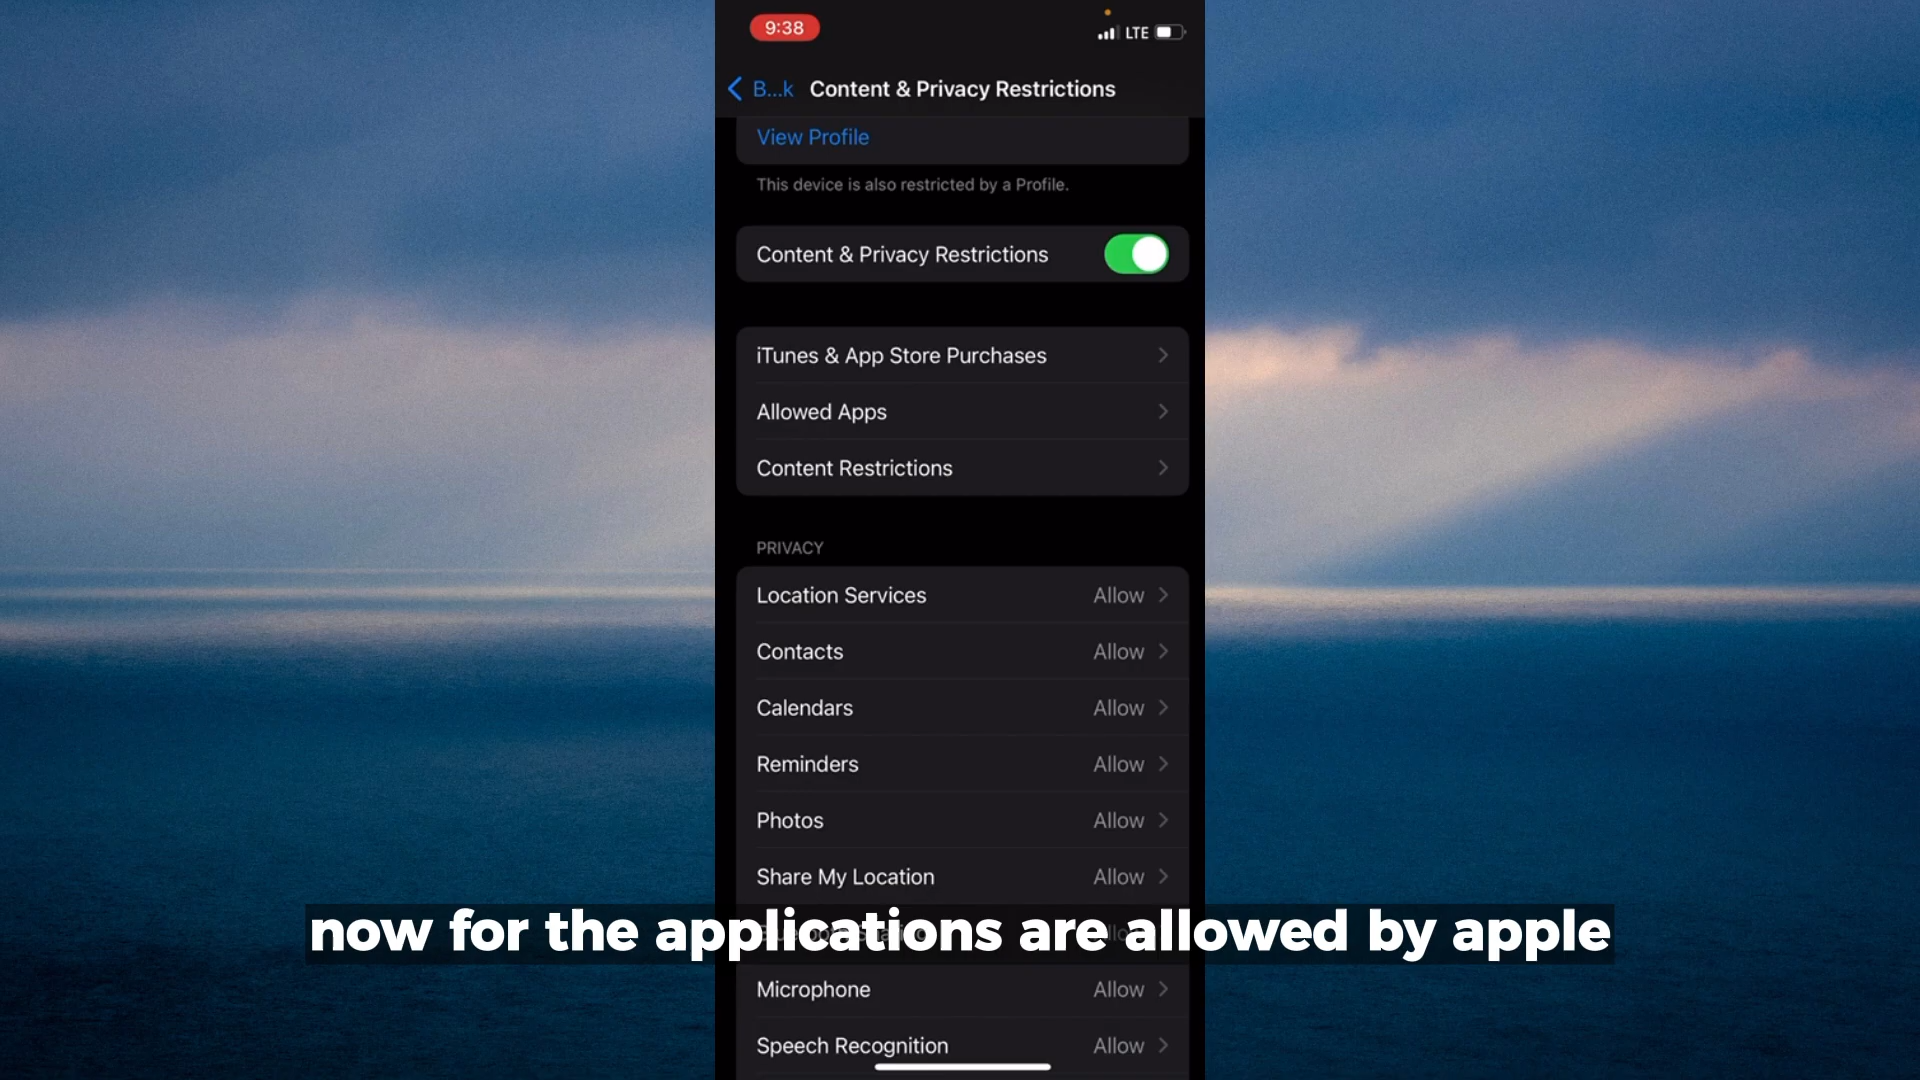 9:38
LTE
B...k Content & Privacy Restrictions
View Profile
This device is also restricted by a Profile.
Content & Privacy Restrictions
iTunes & App Store Purchases
Allowed Apps
Content Restrictions
PRIVACY
Location Services Allow
Contacts Allow
Calendars Allow
Reminders Allow
Photos Allow
Share My Location Allow
now for the applications are allowed by apple
Microphone Allow
Speech Recognition Allow